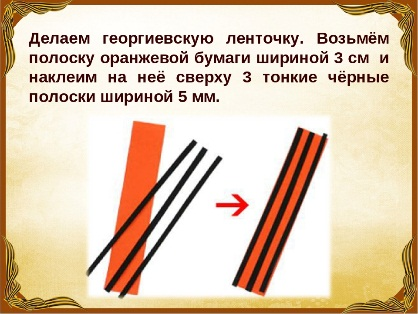 Делаем георгиевскую ленточку. Возьмём
полоску оранжевой бумаги шириной 3 см и
наклеим на неё сверху 3 тонкие чёрные
полоски шириной 5 мм.